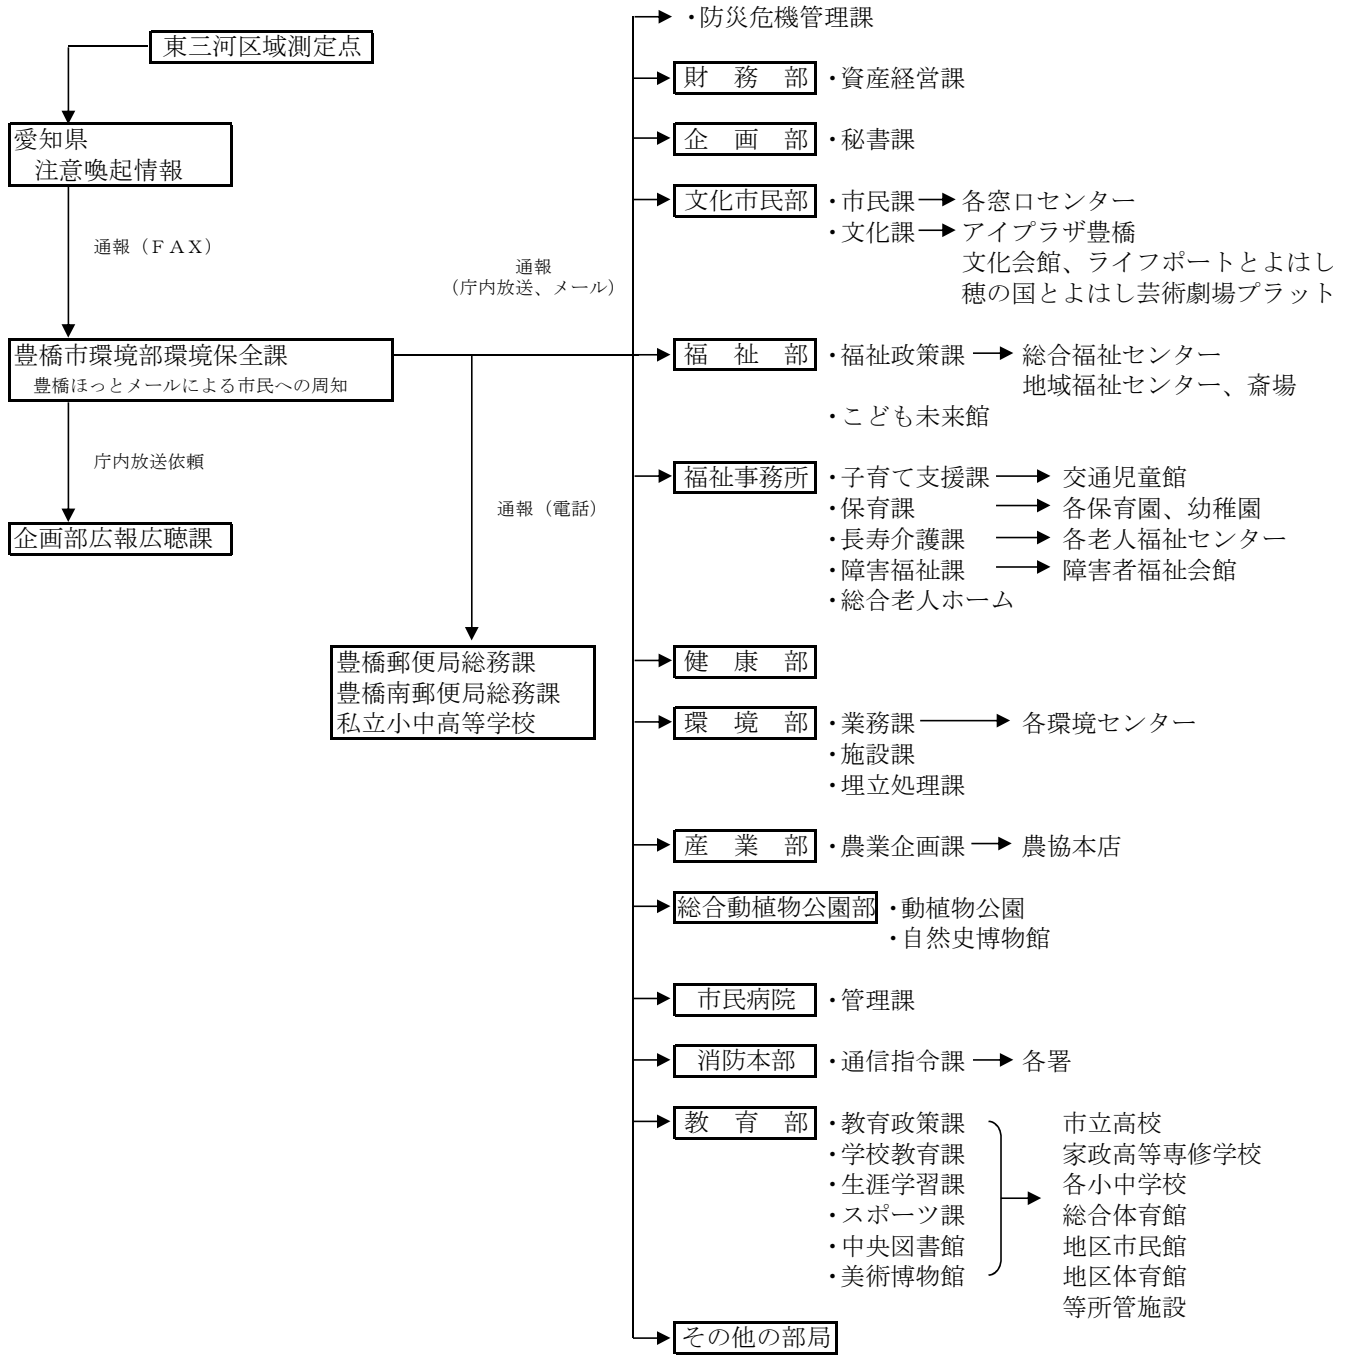 東三河区域測定点
愛知県
注意喚起情報
通報（ＦＡＸ）
豊橋市環境部環境保全課
豊橋ほっとメールによる市民への周知
庁内放送依頼
企画部広報広聴課
通報
（庁内放送、メール）
通報（電話）
豊橋郵便局総務課
豊橋南郵便局総務課
私立小中高等学校
・防災危機管理課
財　務　部 ・資産経営課
企　画　部 ・秘書課
文化市民部 ・市民課 各窓口センター
・文化課 アイプラザ豊橋
文化会館、ライフポートとよはし
穂の国とよはし芸術劇場プラット
福　祉　部 ・福祉政策課 総合福祉センター
地域福祉センター、斎場
・こども未来館
福祉事務所 ・子育て支援課 交通児童館
・保育課 各保育園、幼稚園
・長寿介護課 各老人福祉センター
・障害福祉課 障害者福祉会館
・総合老人ホーム
健　康　部
環　境　部 ・業務課 各環境センター
・施設課
・埋立処理課
産　業　部 ・農業企画課 農協本店
総合動植物公園部 ・動植物公園
・自然史博物館
市民病院 ・管理課
消防本部 ・通信指令課 各署
教　育　部 ・教育政策課 市立高校
・学校教育課 家政高等専修学校
・生涯学習課 各小中学校
・スポーツ課 総合体育館
・中央図書館 地区市民館
・美術博物館 地区体育館
等所管施設
その他の部局